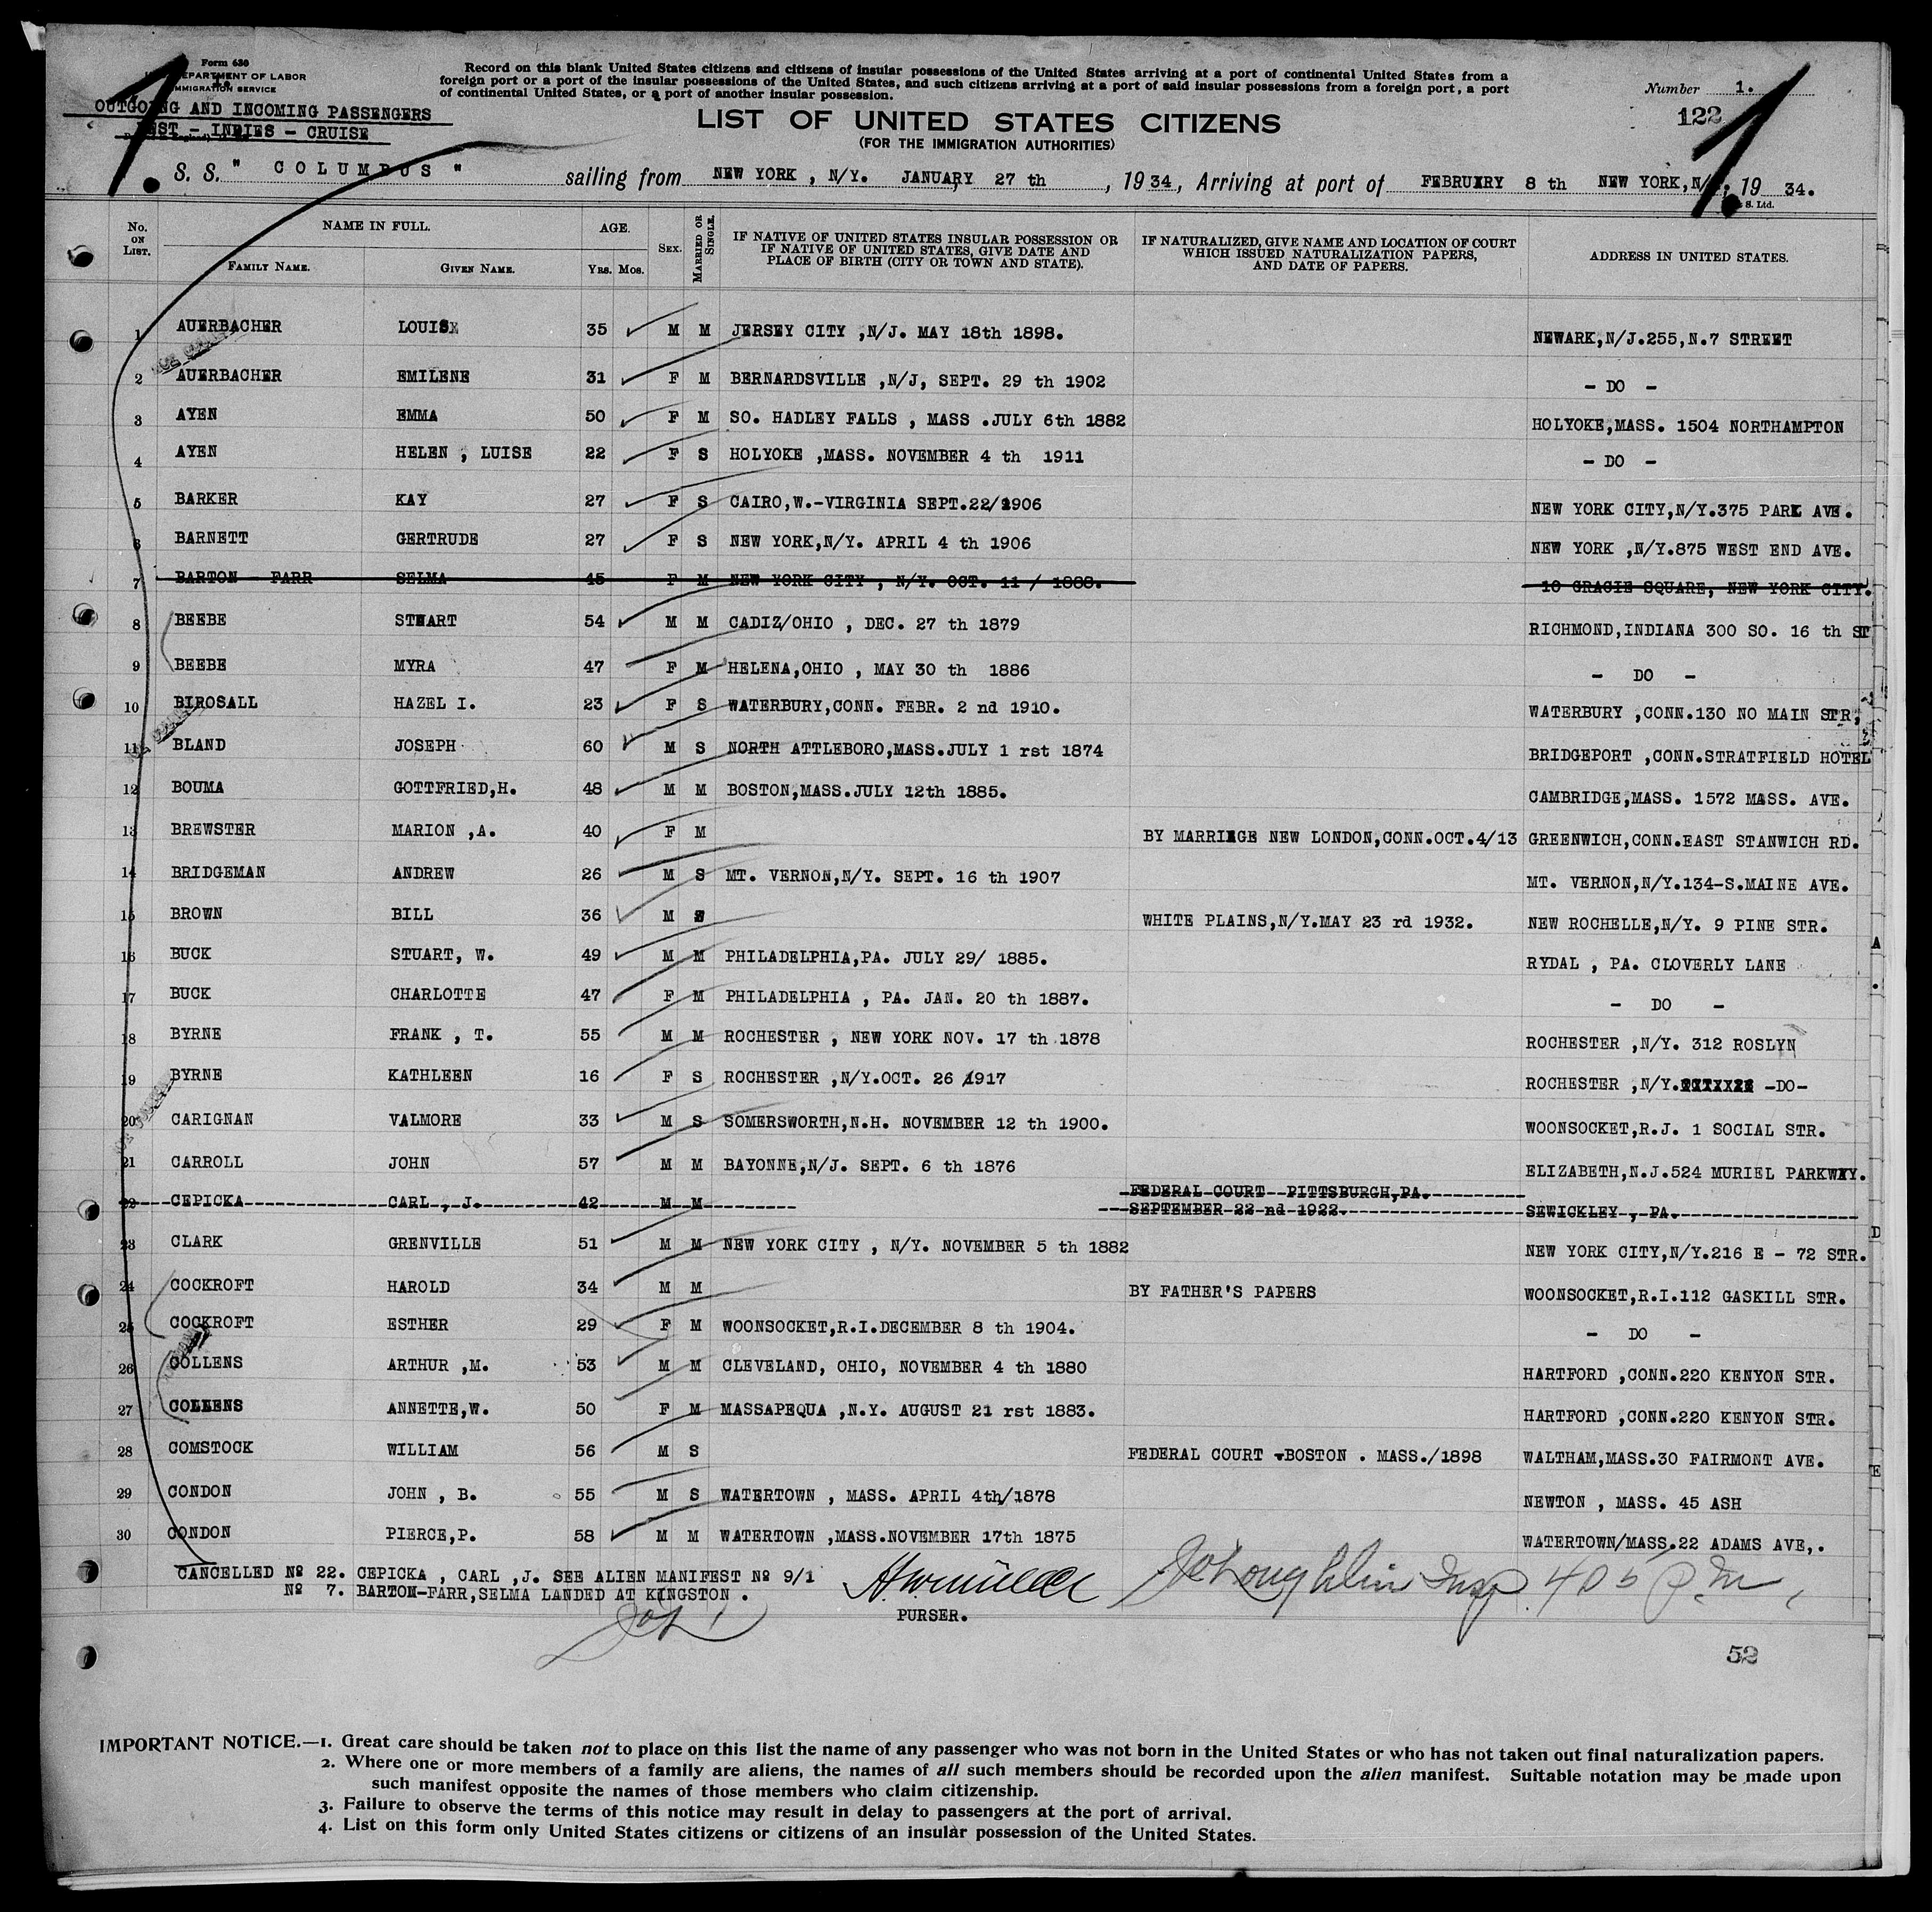 Form 630
DEPARTMENT OF LABOR
IMMIGRATION SERVICE
OUTGOING AND INCOMING PASSENGERS
WEST - INDIES - CRUISE
Record on this blank United States citizens and citizens of insular possessions of the United States arriving at a port of continental United States from a
foreign port or a port of the insular possessions of the United States, and such citizens arriving at a port of said insular possessions from a foreign port, a port
of continental United States, or a port of another insular possession.
Number 1.
122
1. 1.
LIST OF UNITED STATES CITIZENS
(FOR THE IMMIGRATION AUTHORITIES)
S. S. " COLUMBUS " sailing from NEW YORK , N/Y. JANUARY 27 th , 1934, Arriving at port of FEBRUARY 8 th NEW YORK, N/Y, 19 34.
S. Ltd.
No. ON LIST. NAME IN FULL. FAMILY NAME. GIVEN NAME. AGE. Yrs. Mos. SEX. MARRIED OR SINGLE. IF NATIVE OF UNITED STATES INSULAR POSSESSION OR IF NATIVE OF UNITED STATES, GIVE DATE AND PLACE OF BIRTH (CITY OR TOWN AND STATE). IF NATURALIZED, GIVE NAME AND LOCATION OF COURT WHICH ISSUED NATURALIZATION PAPERS, AND DATE OF PAPERS. ADDRESS IN UNITED STATES.
1 AUERBACHER LOUIS 35 M M JERSEY CITY ,N/J. MAY 18th 1898. NEWARK,N/J.255,N.7 STREET
2 AUERBACHER EMILENE 31 F M BERNARDSVILLE ,N/J, SEPT. 29 th 1902 - DO -
3 AYEN EMMA 50 F M SO. HADLEY FALLS , MASS .JULY 6th 1882 HOLYOKE,MASS. 1504 NORTHAMPTON
4 AYEN HELEN , LUISE 22 F S HOLYOKE ,MASS. NOVEMBER 4 th 1911 - DO -
5 BARKER KAY 27 F S CAIRO,W.-VIRGINIA SEPT.22/1906 NEW YORK CITY,N/Y.375 PARK AVE.
6 BARNETT GERTRUDE 27 F S NEW YORK,N/Y. APRIL 4 th 1906 NEW YORK ,N/Y.875 WEST END AVE.
7 BARTON - FARR SELMA 45 F M NEW YORK CITY , N/Y. OCT. 11 / 1888. 10 GRACIE SQUARE, NEW YORK CITY.
8 BEEBE STUART 54 M M CADIZ/OHIO , DEC. 27 th 1879 RICHMOND,INDIANA 300 SO. 16 th ST
9 BEEBE MYRA 47 F M HELENA,OHIO , MAY 30 th 1886 - DO -
10 BIROSALL HAZEL I. 23 F S WATERBURY,CONN. FEBR. 2 nd 1910. WATERBURY ,CONN.130 NO MAIN STR,
11 BLAND JOSEPH 60 M S NORTH ATTLEBORO,MASS.JULY 1 rst 1874 BRIDGEPORT ,CONN.STRATFIELD HOTEL
12 BOUMA GOTTFRIED,H. 48 M M BOSTON,MASS.JULY 12th 1885. CAMBRIDGE,MASS. 1572 MASS. AVE.
13 BREWSTER MARION ,A. 40 F M BY MARRIAGE NEW LONDON,CONN.OCT.4/13 GREENWICH,CONN.EAST STANWICH RD.
14 BRIDGEMAN ANDREW 26 M S MT. VERNON,N/Y. SEPT. 16 th 1907 MT. VERNON,N/Y.134-S.MAINE AVE.
15 BROWN BILL 36 M S WHITE PLAINS,N/Y.MAY 23 rd 1932. NEW ROCHELLE,N/Y. 9 PINE STR.
16 BUCK STUART, W. 49 M M PHILADELPHIA,PA. JULY 29/ 1885. RYDAL , PA. CLOVERLY LANE
17 BUCK CHARLOTTE 47 F M PHILADELPHIA , PA. JAN. 20 th 1887. - DO -
18 BYRNE FRANK , T. 55 M M ROCHESTER , NEW YORK NOV. 17 th 1878 ROCHESTER ,N/Y. 312 ROSLYN
19 BYRNE KATHLEEN 16 F S ROCHESTER ,N/Y.OCT. 26 /1917 ROCHESTER ,N/Y. -DO-
20 CARIGNAN VALMORE 33 M S SOMERSWORTH,N.H. NOVEMBER 12 th 1900. WOONSOCKET,R.J. 1 SOCIAL STR.
21 CARROLL JOHN 57 M M BAYONNE,N/J. SEPT. 6 th 1876 ELIZABETH,N.J.524 MURIEL PARKWAY.
22 CEPICKA CARL , J. 42 M M FEDERAL COURT PITTSBURGH,PA. SEPTEMBER 22 nd 1922. SEWICKLEY , PA.
23 CLARK GRENVILLE 51 M M NEW YORK CITY , N/Y. NOVEMBER 5 th 1882 NEW YORK CITY,N/Y.216 E - 72 STR.
24 COCKROFT HAROLD 34 M M BY FATHER'S PAPERS WOONSOCKET,R.I.112 GASKILL STR.
25 COCKROFT ESTHER 29 F M WOONSOCKET,R.I.DECEMBER 8 th 1904. - DO -
26 COLLENS ARTHUR ,M. 53 M M CLEVELAND, OHIO, NOVEMBER 4 th 1880 HARTFORD ,CONN.220 KENYON STR.
27 COLLENS ANNETTE,W. 50 F M MASSAPEQUA ,N.Y. AUGUST 21 rst 1883. HARTFORD ,CONN.220 KENYON STR.
28 COMSTOCK WILLIAM 56 M S FEDERAL COURT -BOSTON . MASS./1898 WALTHAM,MASS.30 FAIRMONT AVE.
29 CONDON JOHN , B. 55 M S WATERTOWN , MASS. APRIL 4th/1878 NEWTON , MASS. 45 ASH
30 CONDON PIERCE,P. 58 M M WATERTOWN ,MASS.NOVEMBER 17th 1875 WATERTOWN/MASS.22 ADAMS AVE,.
CANCELLED Nº 22. CEPICKA , CARL ,J. SEE ALIEN MANIFEST Nº 9/1
Nº 7. BARTON-FARR,SELMA LANDED AT KINGSTON .
PURSER.
Insp 405 P.M.
52
IMPORTANT NOTICE.—1. Great care should be taken not to place on this list the name of any passenger who was not born in the United States or who has not taken out final naturalization papers.
2. Where one or more members of a family are aliens, the names of all such members should be recorded upon the alien manifest. Suitable notation may be made upon
such manifest opposite the names of those members who claim citizenship.
3. Failure to observe the terms of this notice may result in delay to passengers at the port of arrival.
4. List on this form only United States citizens or citizens of an insular possession of the United States.